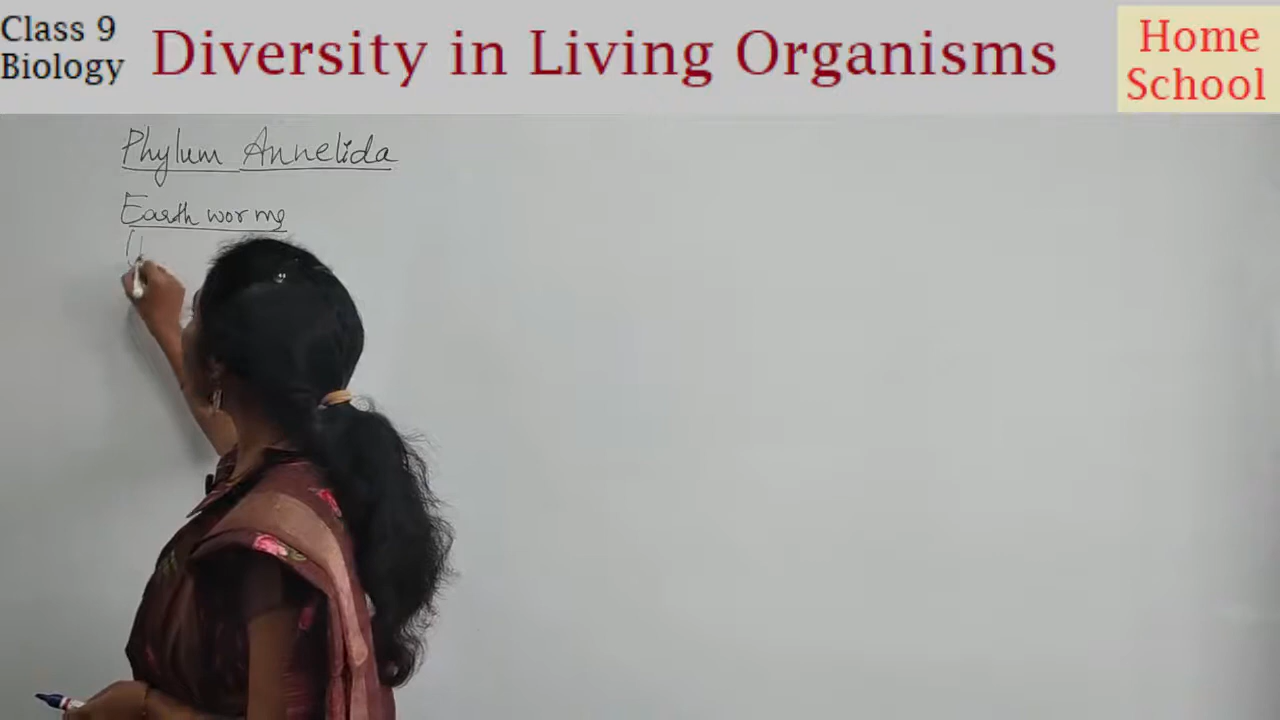 Class 9
Biology
Diversity in Living Organisms
Home
School
Phylum Annelida
Earth worms